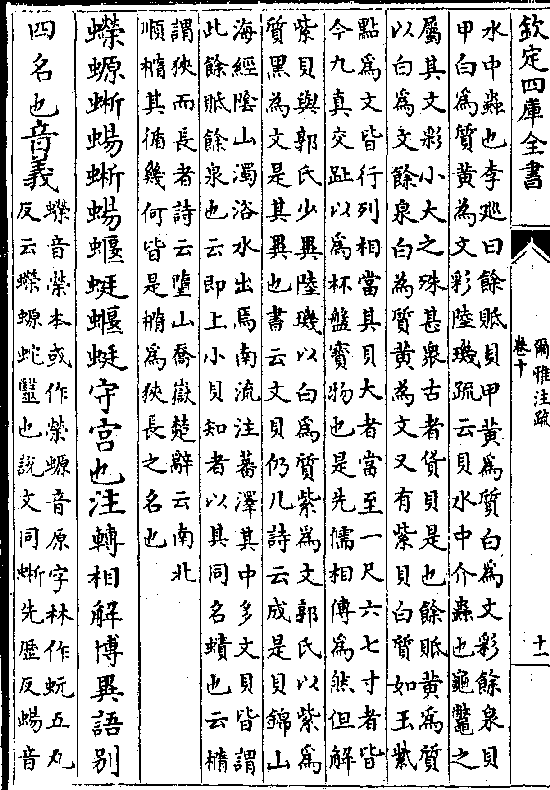 欽定四庫全書
爾雅注疏
卷十
十一
水中蟲也李廵曰餘貾貝甲黄爲質白爲文彩餘泉貝
甲白爲質黄為文彩陸璣疏云貝水中介蟲也龜鼈之
屬其文彩小大之殊甚衆古者貨貝是也餘貾黄爲質
以白爲文餘泉白為質黄為文又有紫貝白質如玉紫
點爲文皆行列相當其貝大者當至一尺六七寸者皆
今九真交趾以爲杯盤寳物也是先儒相傳爲然但解
紫貝與郭氏少異陸璣以白爲質紫爲文郭氏以紫爲
質黑為文是其異也書云文貝仍几詩云成是貝錦山
海經隂山濁浴水出焉南流注蕃澤其中多文貝皆謂
此餘貾餘泉也云即上小貝知者以其同名蟦也云橢
謂狹而長者詩云墮山喬嶽楚辭云南北
順橢其循幾何皆是橢爲狹長之名也
蠑螈蜥蜴蜥蜴蝘蜓蝘蜓守宫也注轉相解博異語别
四名也音義
蠑音榮本或作榮螈音原字林作蚖五丸
反云蠑螈蛇醫也說文同蜥先歴反蜴音